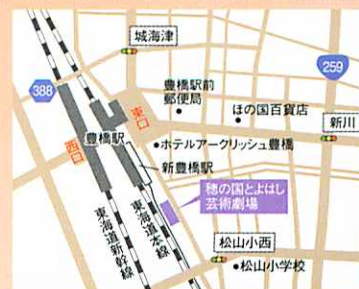 城海津
259
388
豊橋駅前
郵便局
ほの国百貨店
東口
新川
豊橋駅
ホテルアークリッシュ豊橋
西口
新豊橋駅
穂の国とよはし
芸術劇場
東海道新幹線
東海道本線
松山小西
松山小学校